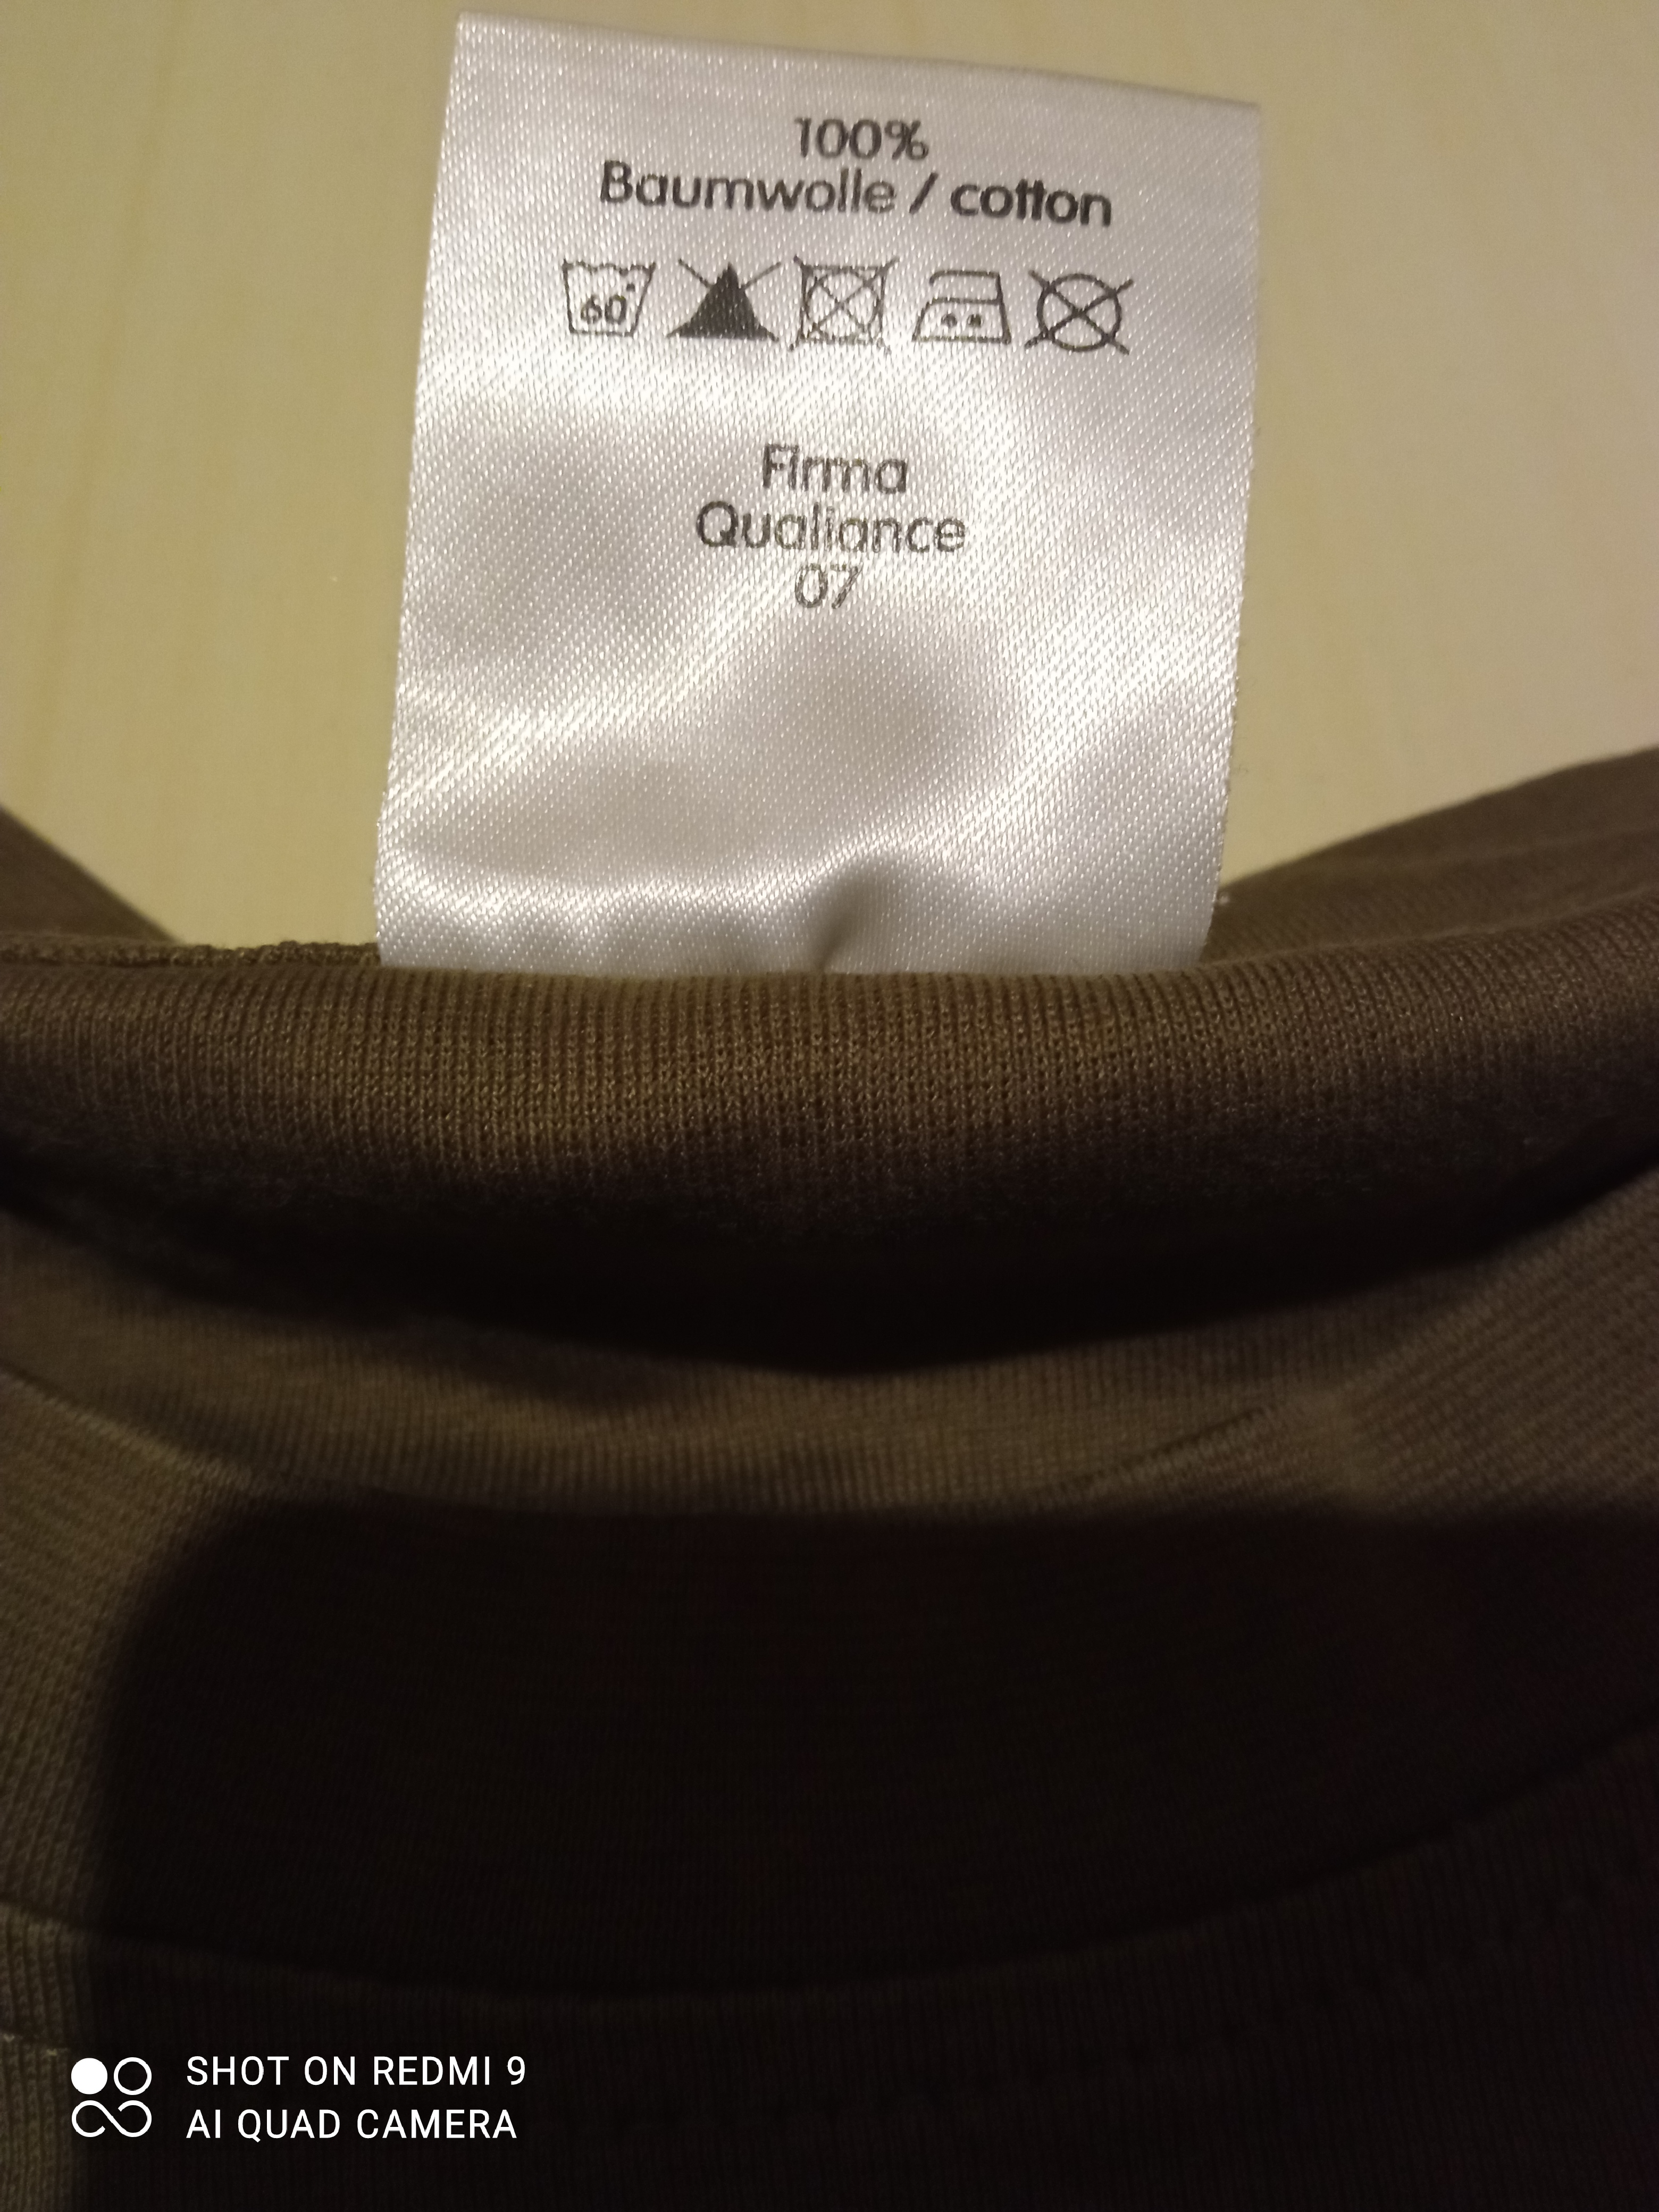 100%
Baumwolle / cotton
60°
Firma
Qualiance
07
SHOT ON REDMI 9
AI QUAD CAMERA